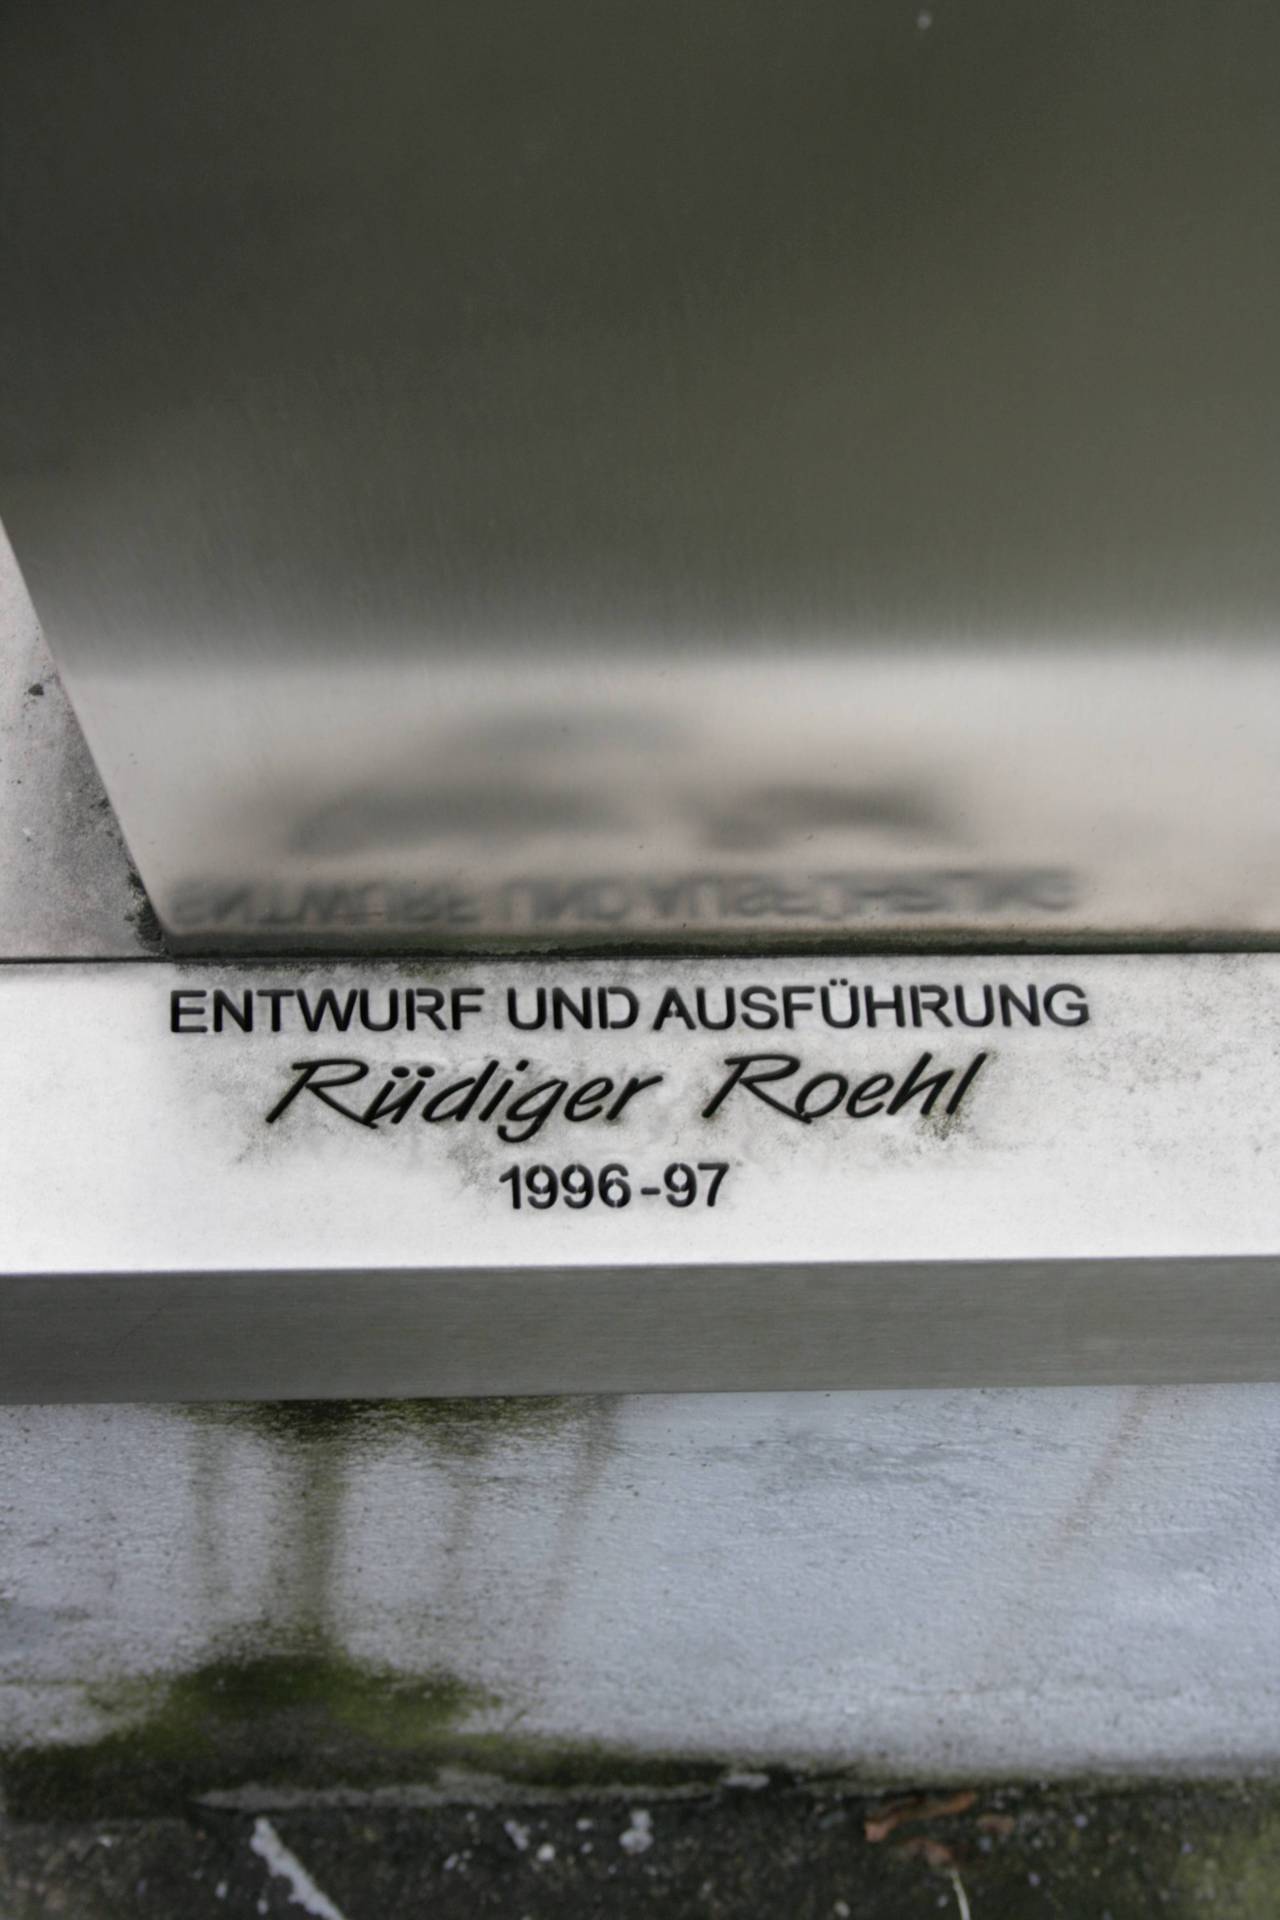 ENTWURF UND AUSFÜHRUNG
Rüdiger Roehl
1996-97